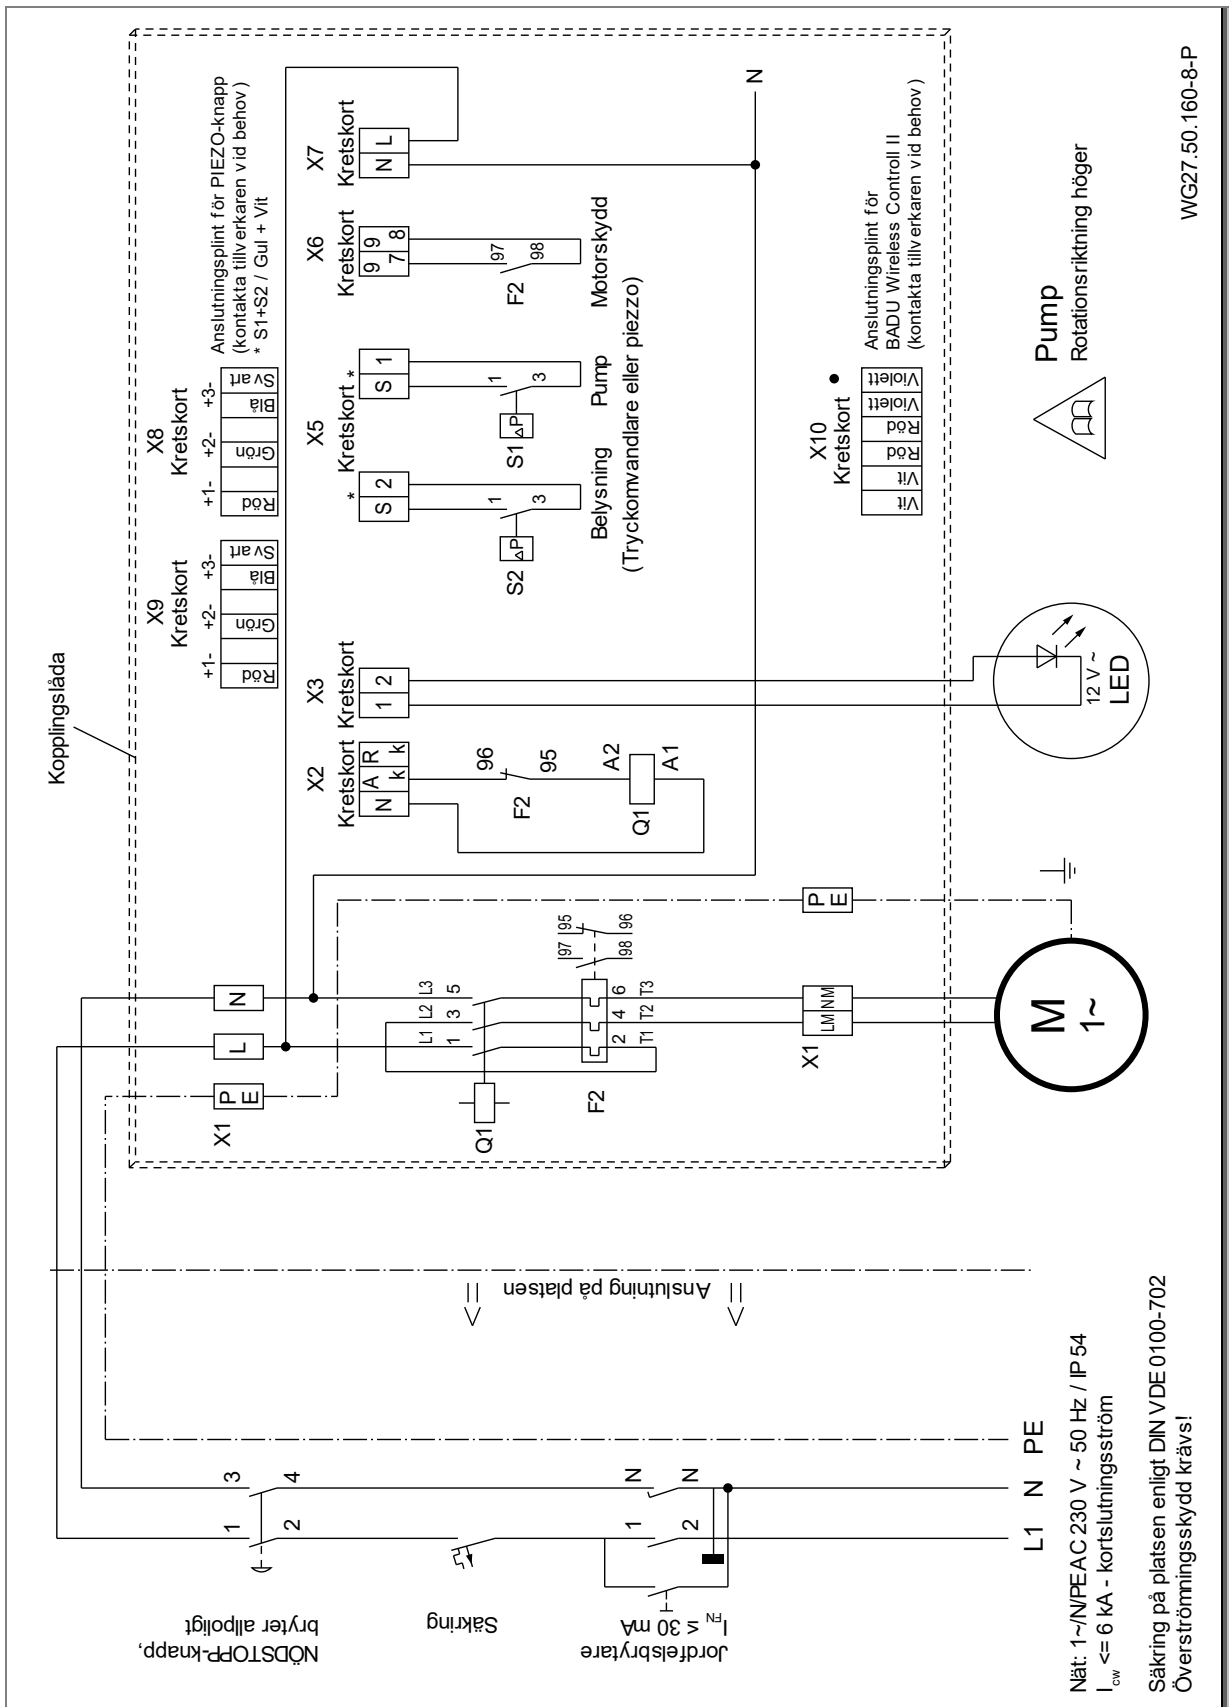 Kopplingslåda
X9
Kretskort
+1- +2- +3-
Röd Grön Blå Svart
X8
Kretskort
+1- +2- +3-
Röd Grön Blå Svart
Anslutningsplint för PIEZO-knapp
(kontakta tillverkaren vid behov )
* S1+S2 / Gul + Vit
X2
Kretskort
N A k R k
96
F2
95
A2
Q1
A1
X3
Kretskort
1 2
X5
Kretskort
*
S 2
*
S 1
1
3
S2
P
1
3
S1
P
Belysning
Pump
(Tryckomvandlare eller piezzo)
X6
Kretskort
9 7 9 8
97
F2
98
Motorskydd
X7
Kretskort
N L
N
X1
PE
L
N
L1 L2 L3
1 3 5
Q1
97 95
98 96
F2
2 4 6
T1 T2 T3
X1
LM NM
PE
M
1~
12 V ~
LED
X10
Kretskort
Vit Vit Röd Röd Violett Violett
Anslutningsplint för
BADU Wireless Controll II
(kontakta tillverkaren vid behov )
Pump
Rotationsriktning höger
WG27.50.160-8-P
Anslutning på platsen
NÖDSTOPP-knapp,
bryter allpoligt
1 3
2 4
Säkring
Jordfelsbrytare
I FN ≤ 30 mA
1 N
2 N
L1 N PE
Nät: 1~/N/PE AC 230 V ~ 50 Hz / IP 54
Icw <= 6 kA - kortslutningsström
Säkring på platsen enligt DIN VDE 0100-702
Överströmningsskydd krävs!